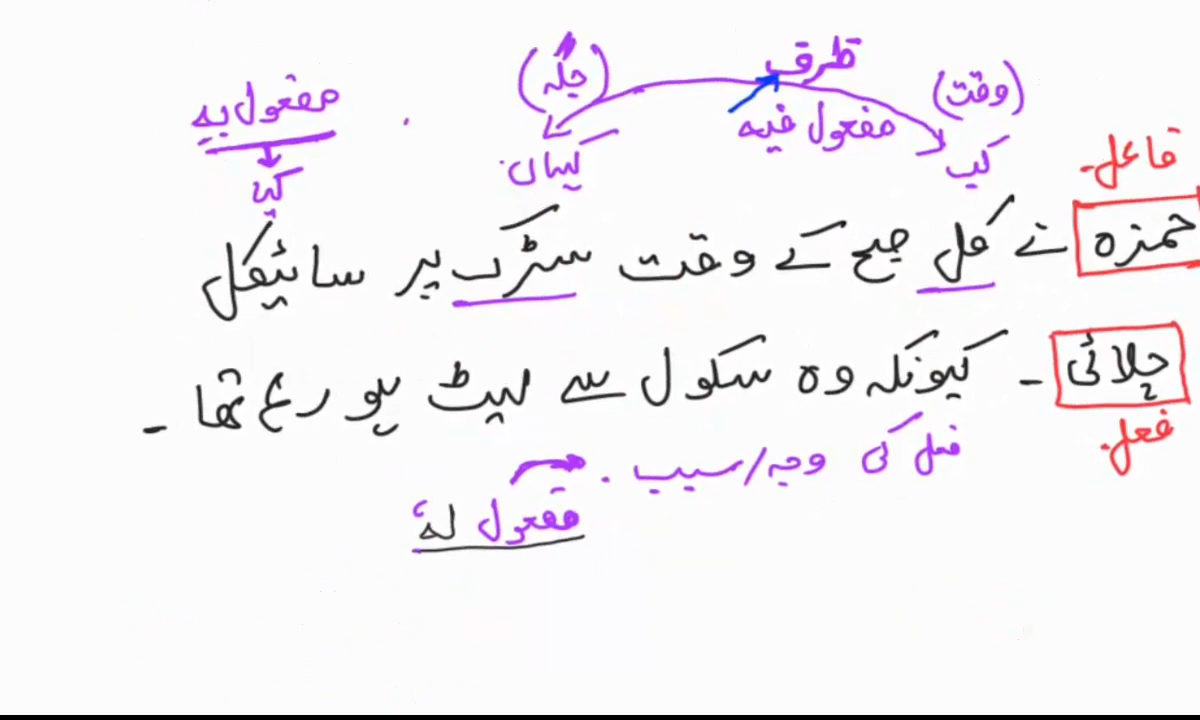 ظرف
(جگہ)
(وقت)
مفعول بہ
مفعول فیہ
فاعل
کہاں
کب
کیا
حمزہ نے کل صبح کے وقت سڑک پر سائیکل
چلائی ۔ کیونکہ وہ سکول سے لیٹ ہو رہا تھا ۔
فعل
فعل کی وجہ/سبب .
مفعول لہٗ